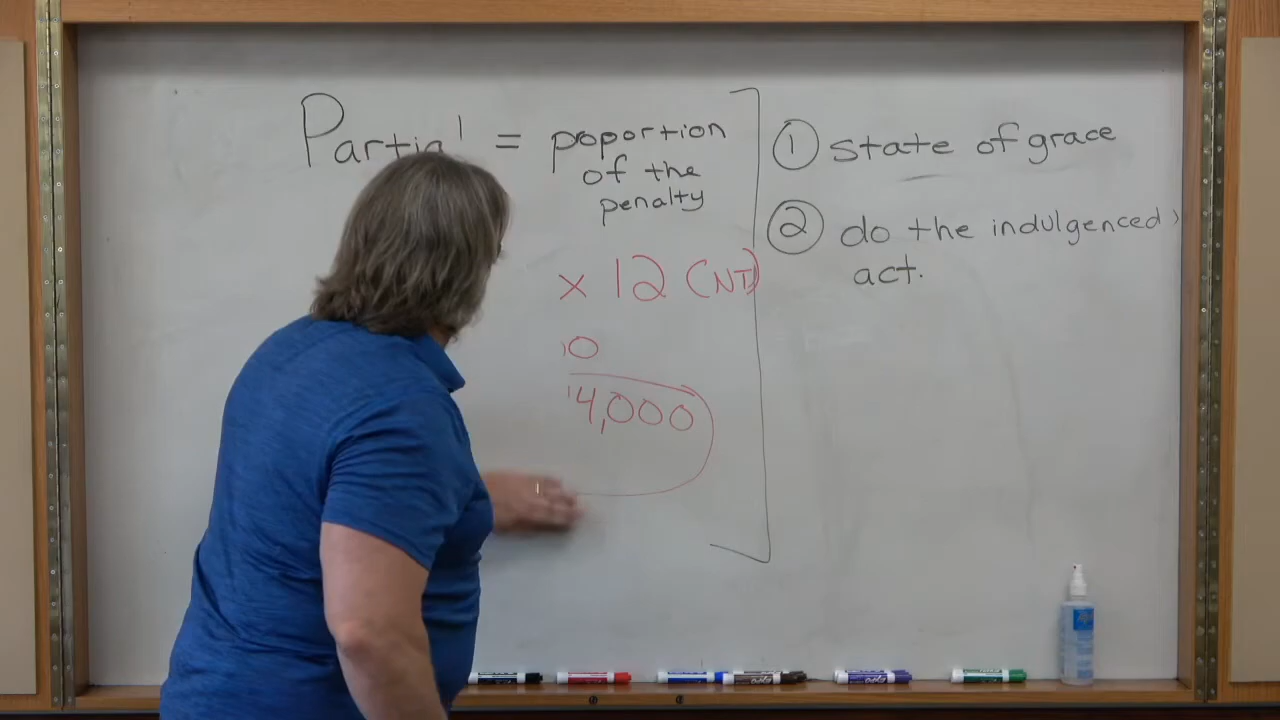 Partial = poportion
of the
penalty
① state of grace
② do the indulgenced
act.
x 12 (NT)
10
14,000